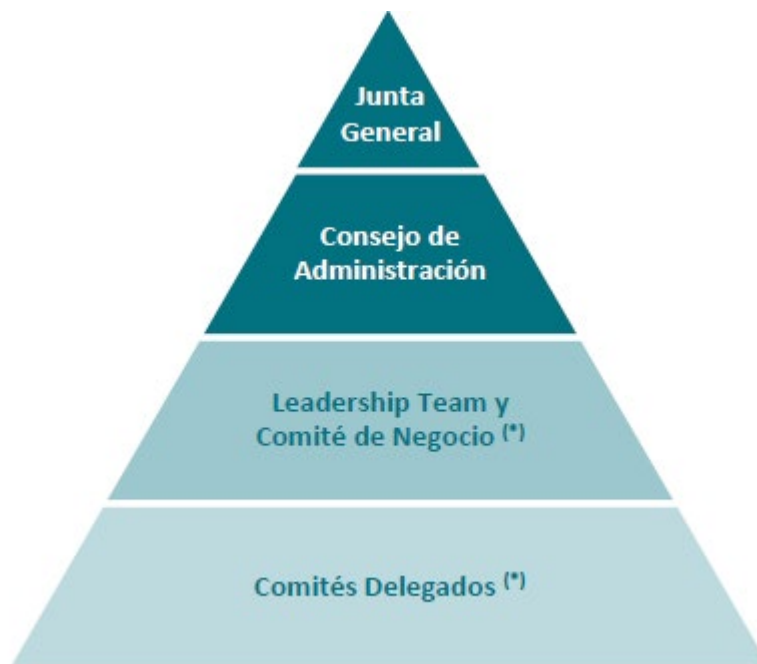 Junta
General
Consejo de
Administración
Leadership Team y
Comité de Negocio (*)
Comités Delegados (*)